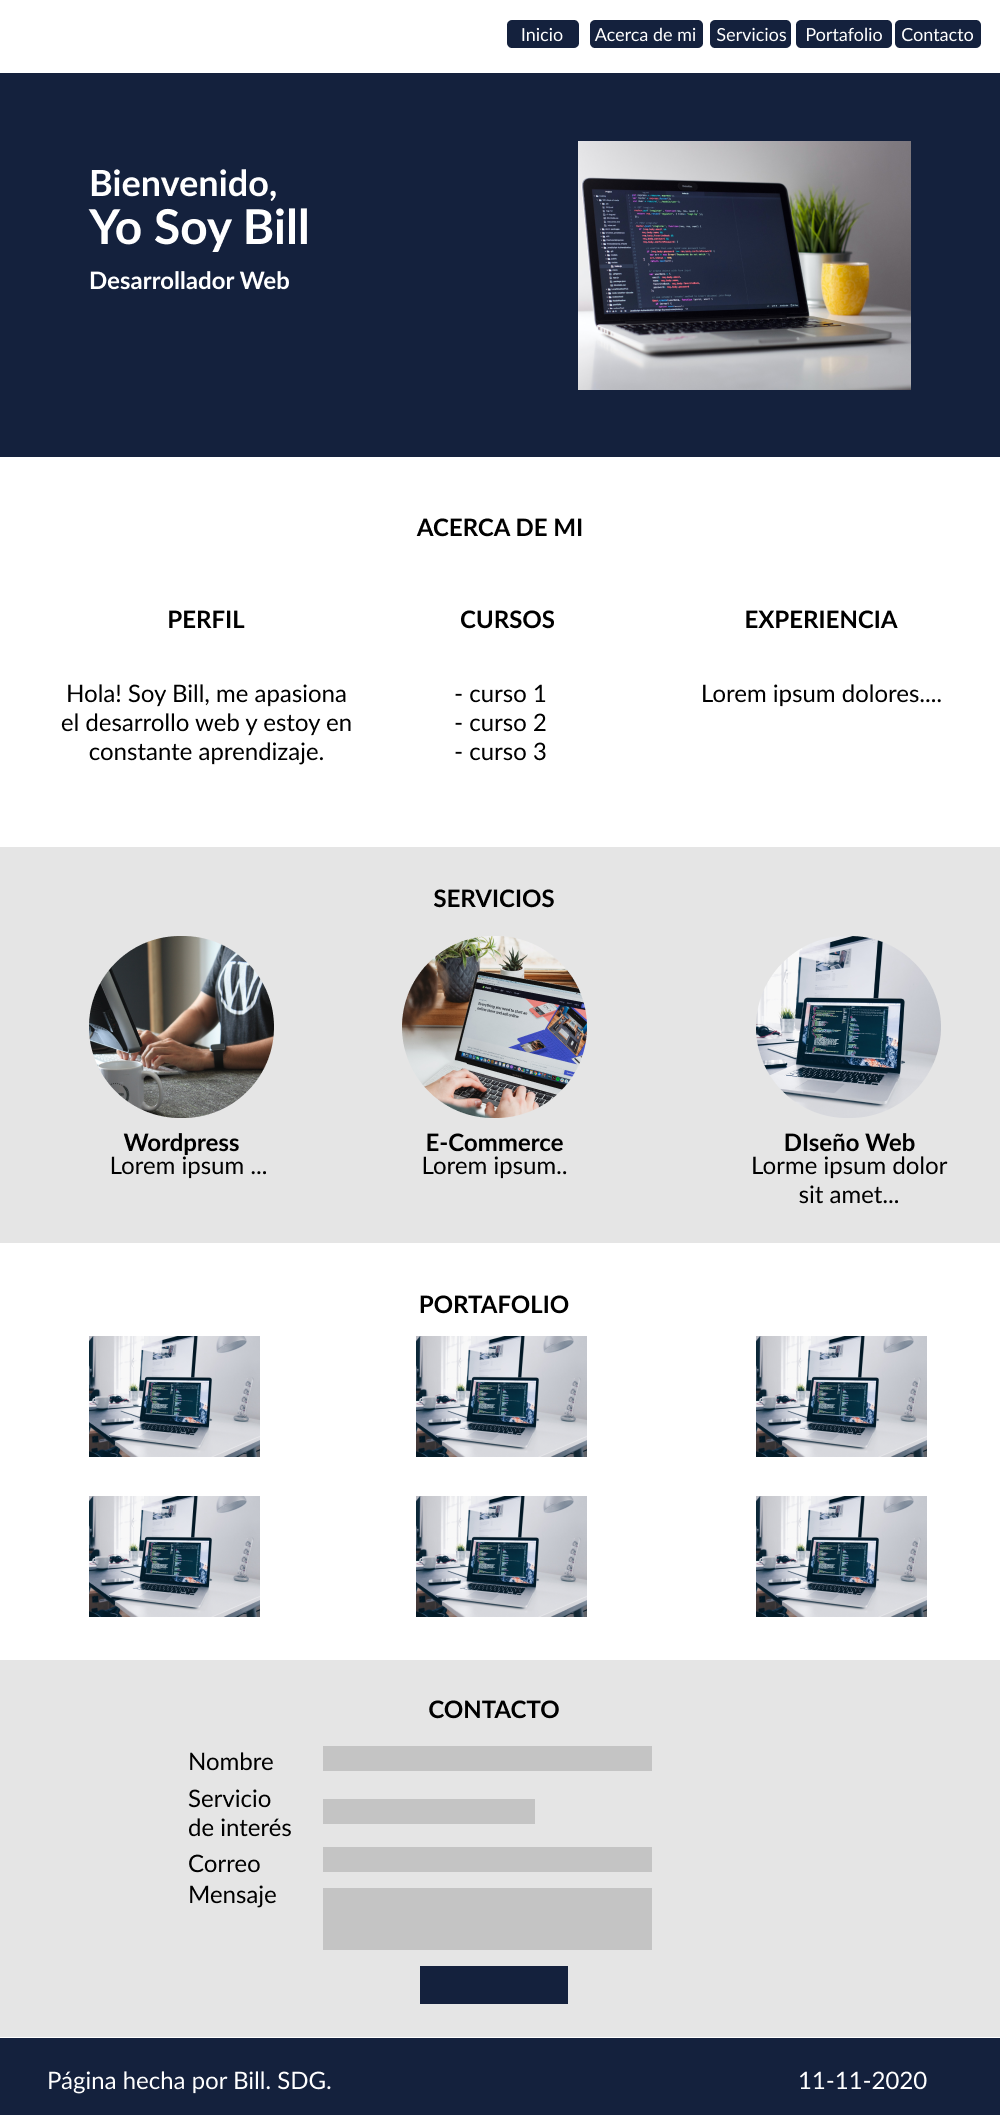 Inicio Acerca de mi Servicios Portafolio Contacto
Bienvenido,
Yo Soy Bill
Desarrollador Web
ACERCA DE MI
PERFIL
Hola! Soy Bill, me apasiona
el desarrollo web y estoy en
constante aprendizaje.
CURSOS
- curso 1
- curso 2
- curso 3
EXPERIENCIA
Lorem ipsum dolores....
SERVICIOS
Wordpress
Lorem ipsum ...
E-Commerce
Lorem ipsum..
DIseño Web
Lorme ipsum dolor
sit amet...
PORTAFOLIO
CONTACTO
Nombre
Servicio
de interés
Correo
Mensaje
Página hecha por Bill. SDG.
11-11-2020